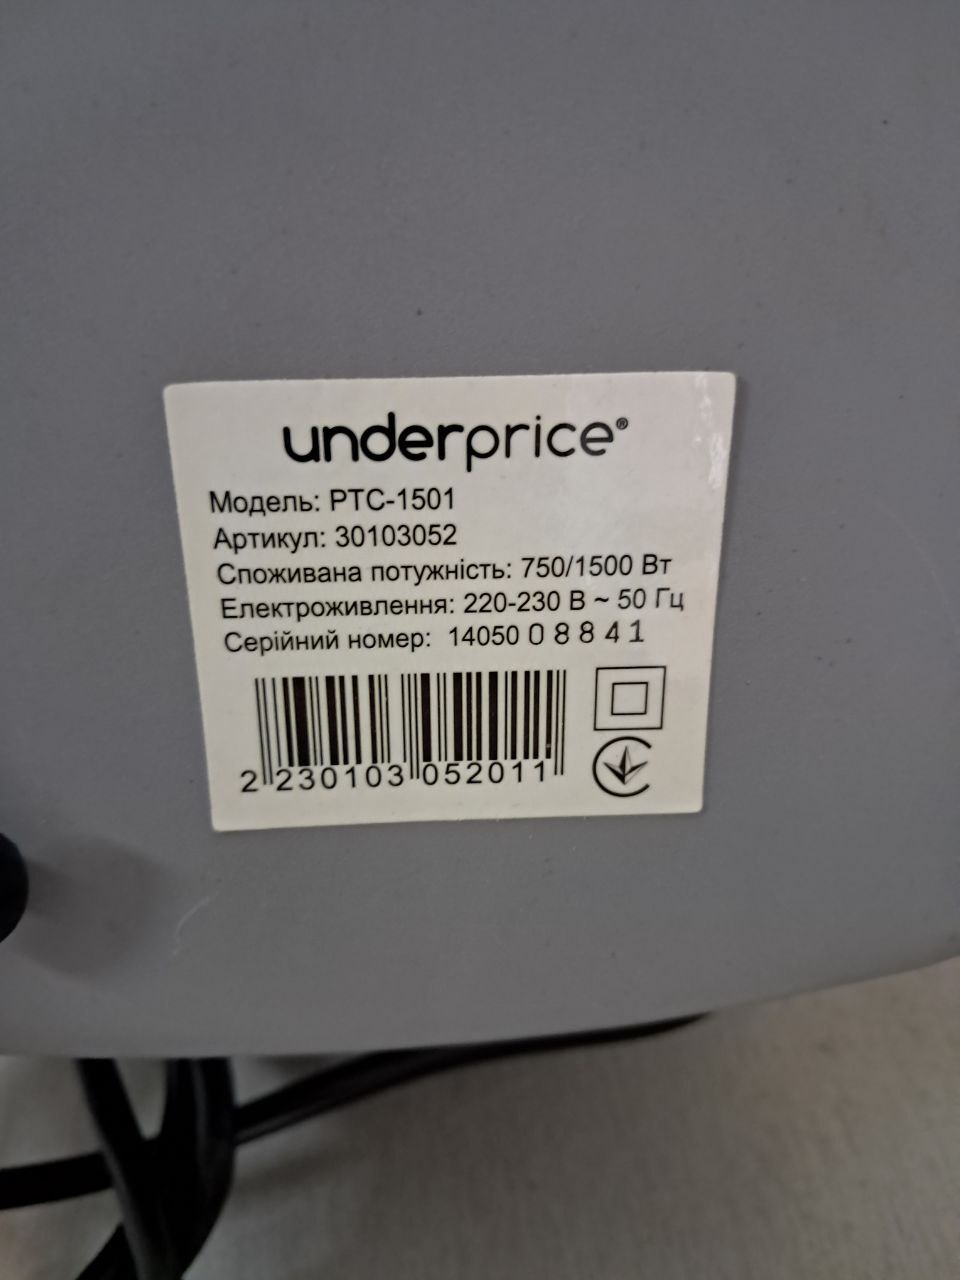 underprice®
Модель: PTC-1501
Артикул: 30103052
Споживана потужність: 750/1500 Вт
Електроживлення: 220-230 В ~ 50 Гц
Серійний номер: 14050 0 8 8 4 1
2 230103 052011